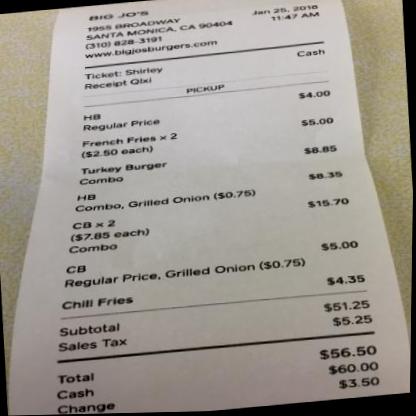 BIG JO'S
1955 BROADWAY
SANTA MONICA, CA 90404
(310) 828-3191
www.bigjosburgers.com
Jan 25, 2018
11:47 AM
Ticket: Shirley
Receipt QIxi
Cash
PICKUP
HB $4.00
Regular Price
French Fries x 2 $5.00
($2.50 each)
Turkey Burger $8.85
Combo
HB $8.35
Combo, Grilled Onion ($0.75)
CB x 2 $15.70
($7.85 each)
Combo
CB $5.00
Regular Price, Grilled Onion ($0.75)
Chili Fries $4.35
Subtotal $51.25
Sales Tax $5.25
Total $56.50
Cash $60.00
Change $3.50